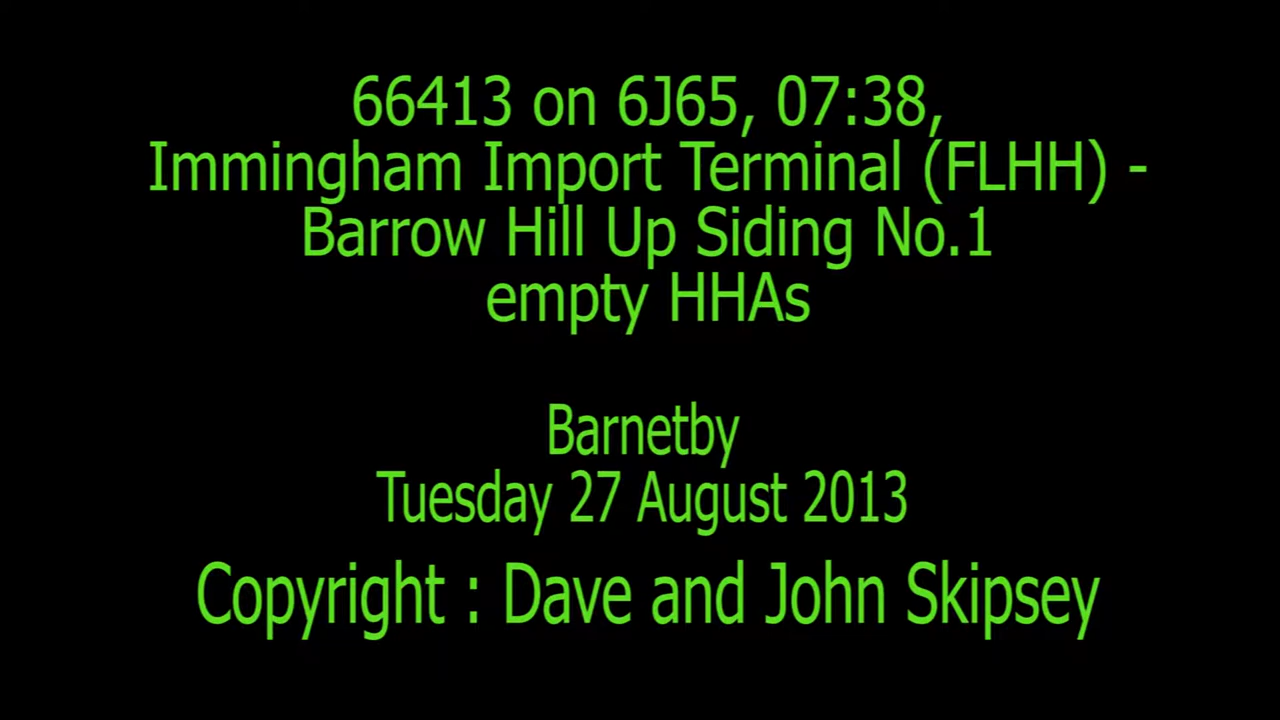 66413 on 6J65, 07:38,
Immingham Import Terminal (FLHH) -
Barrow Hill Up Siding No.1
empty HHAs
Barnetby
Tuesday 27 August 2013
Copyright : Dave and John Skipsey